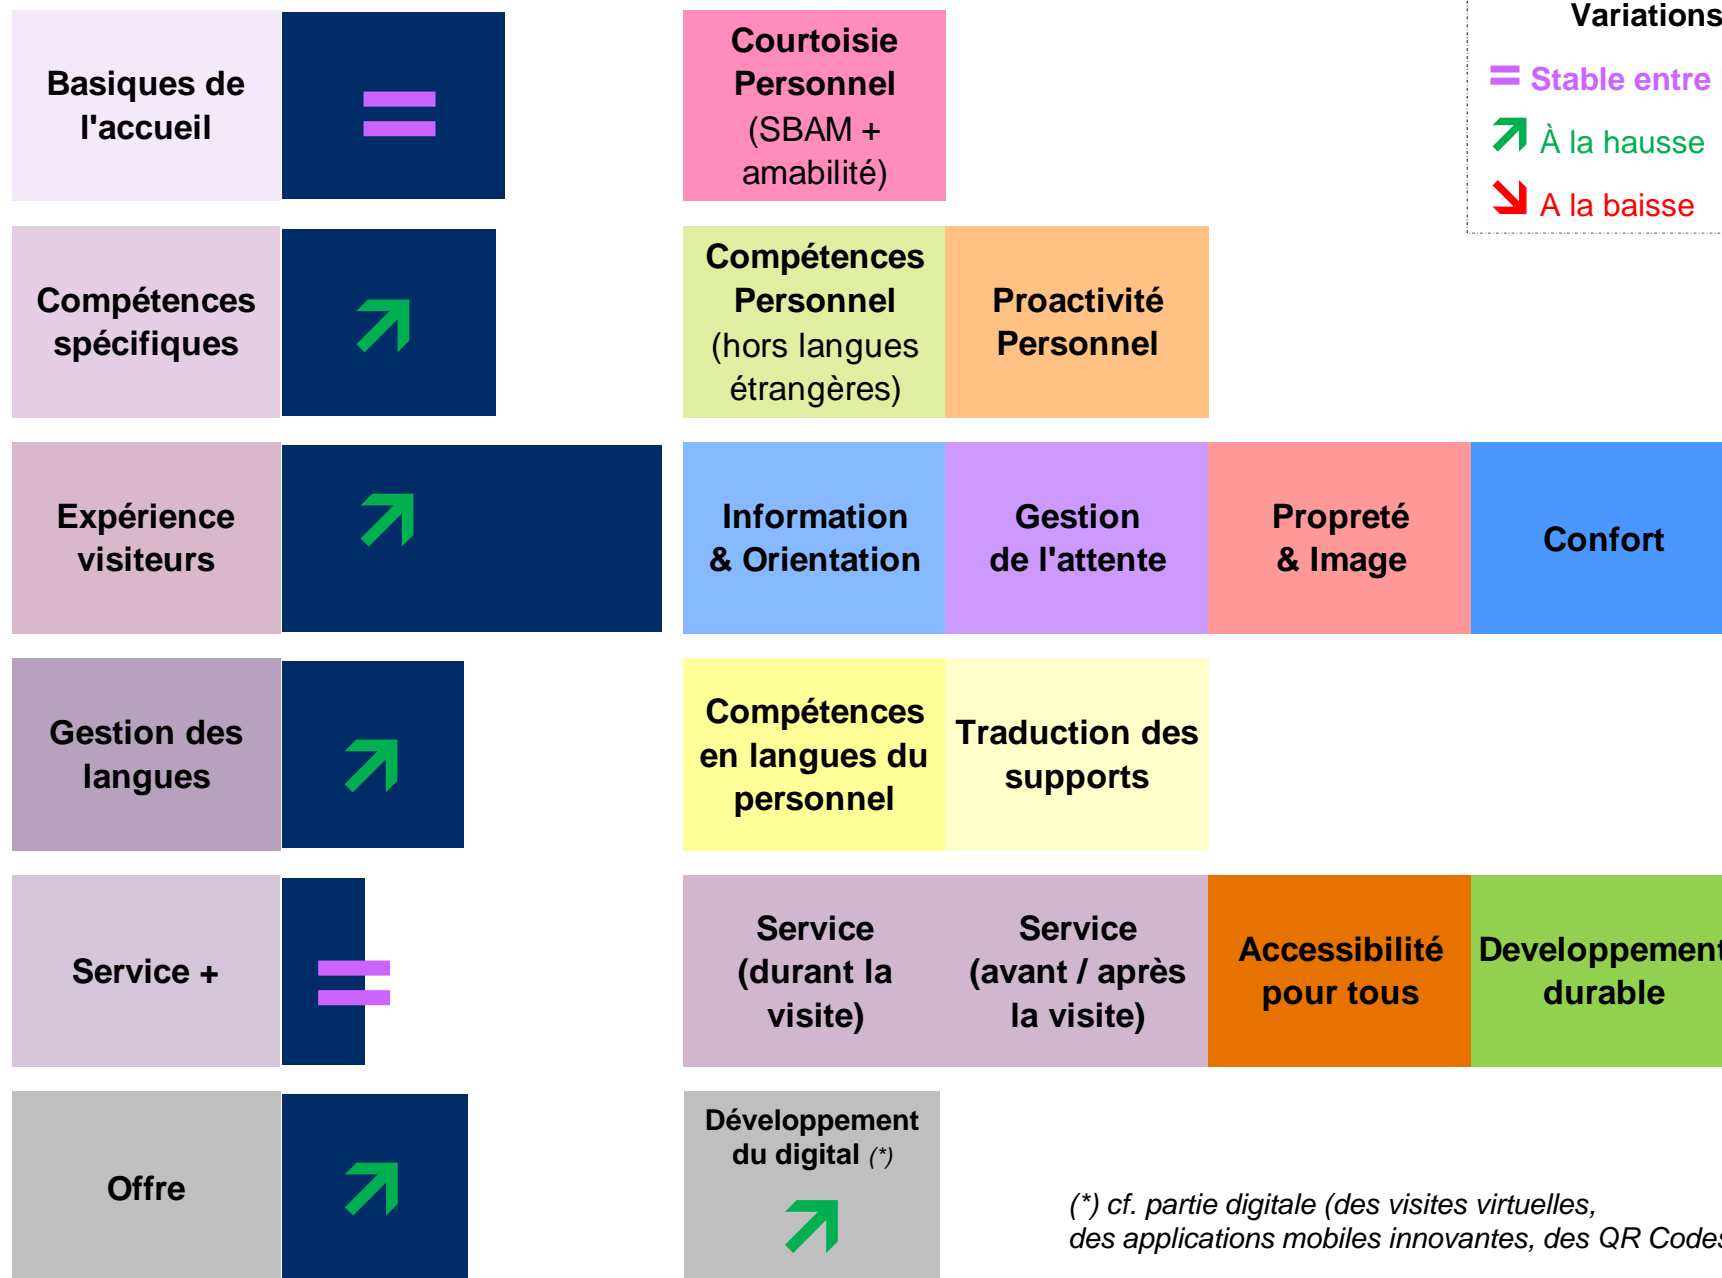 Variations
= Stable entre
À la hausse
A la baisse
Basiques de
l'accueil
=
Courtoisie
Personnel
(SBAM +
amabilité)
Compétences
spécifiques
Compétences
Personnel
(hors langues
étrangères)
Proactivité
Personnel
Expérience
visiteurs
Information
& Orientation
Gestion
de l'attente
Propreté
& Image
Confort
Gestion des
langues
Compétences
en langues du
personnel
Traduction des
supports
Service +
=
Service
(durant la
visite)
Service
(avant / après
la visite)
Accessibilité
pour tous
Developpement
durable
Offre
Développement
du digital (*)
(*) cf. partie digitale (des visites virtuelles,
des applications mobiles innovantes, des QR Codes